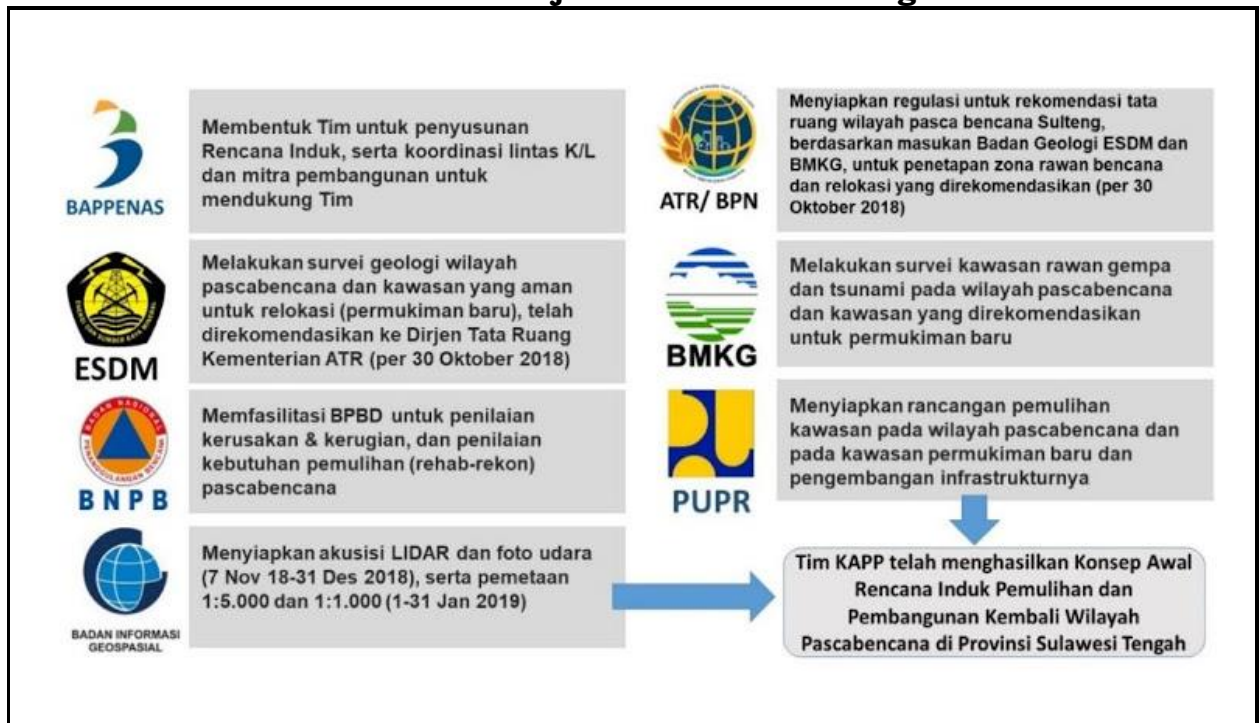 BAPPENAS
Membentuk Tim untuk penyusunan
Rencana Induk, serta koordinasi lintas K/L
dan mitra pembangunan untuk
mendukung Tim
ESDM
Melakukan survei geologi wilayah
pascabencana dan kawasan yang aman
untuk relokasi (permukiman baru), telah
direkomendasikan ke Dirjen Tata Ruang
Kementerian ATR (per 30 Oktober 2018)
BNPB
Memfasilitasi BPBD untuk penilaian
kerusakan & kerugian, dan penilaian
kebutuhan pemulihan (rehab-rekon)
pascabencana
BADAN INFORMASI
GEOSPASIAL
Menyiapkan akusisi LIDAR dan foto udara
(7 Nov 18-31 Des 2018), serta pemetaan
1:5.000 dan 1:1.000 (1-31 Jan 2019)
ATR/ BPN
Menyiapkan regulasi untuk rekomendasi tata
ruang wilayah pasca bencana Sulteng,
berdasarkan masukan Badan Geologi ESDM dan
BMKG, untuk penetapan zona rawan bencana
dan relokasi yang direkomendasikan (per 30
Oktober 2018)
BMKG
Melakukan survei kawasan rawan gempa
dan tsunami pada wilayah pascabencana
dan kawasan yang direkomendasikan
untuk permukiman baru
PUPR
Menyiapkan rancangan pemulihan
kawasan pada wilayah pascabencana dan
pada kawasan permukiman baru dan
pengembangan infrastrukturnya
Tim KAPP telah menghasilkan Konsep Awal
Rencana Induk Pemulihan dan
Pembangunan Kembali Wilayah
Pascabencana di Provinsi Sulawesi Tengah